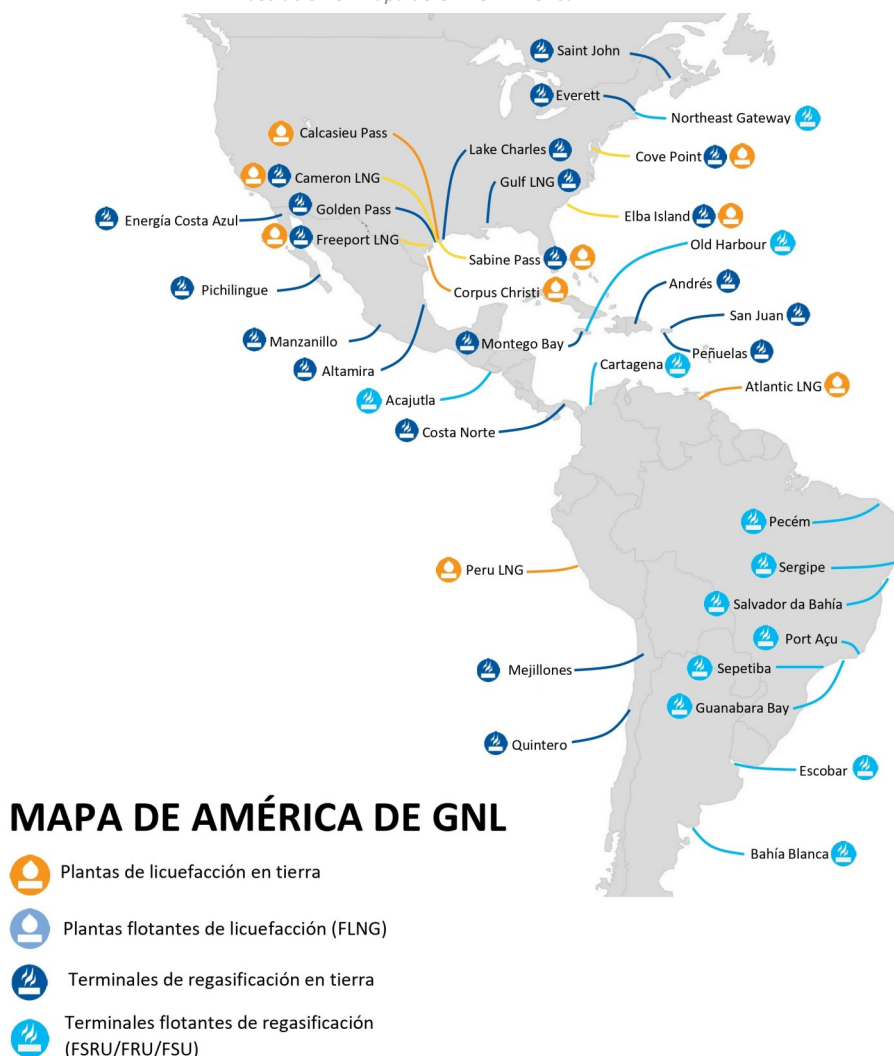 Saint John
Everett
Northeast Gateway
Calcasieu Pass
Lake Charles
Cove Point
Cameron LNG
Gulf LNG
Golden Pass
Energía Costa Azul
Elba Island
Freeport LNG
Old Harbour
Sabine Pass
Pichilingue
Corpus Christi
Andrés
San Juan
Manzanillo
Montego Bay
Peñuelas
Altamira
Cartagena
Acajutla
Atlantic LNG
Costa Norte
Pecém
Sergipe
Peru LNG
Salvador da Bahía
Port Açu
Mejillones
Sepetiba
Guanabara Bay
Quintero
Escobar
Bahía Blanca
MAPA DE AMÉRICA DE GNL
Plantas de licuefacción en tierra
Plantas flotantes de licuefacción (FLNG)
Terminales de regasificación en tierra
Terminales flotantes de regasificación
(FSRU/FRU/FSU)